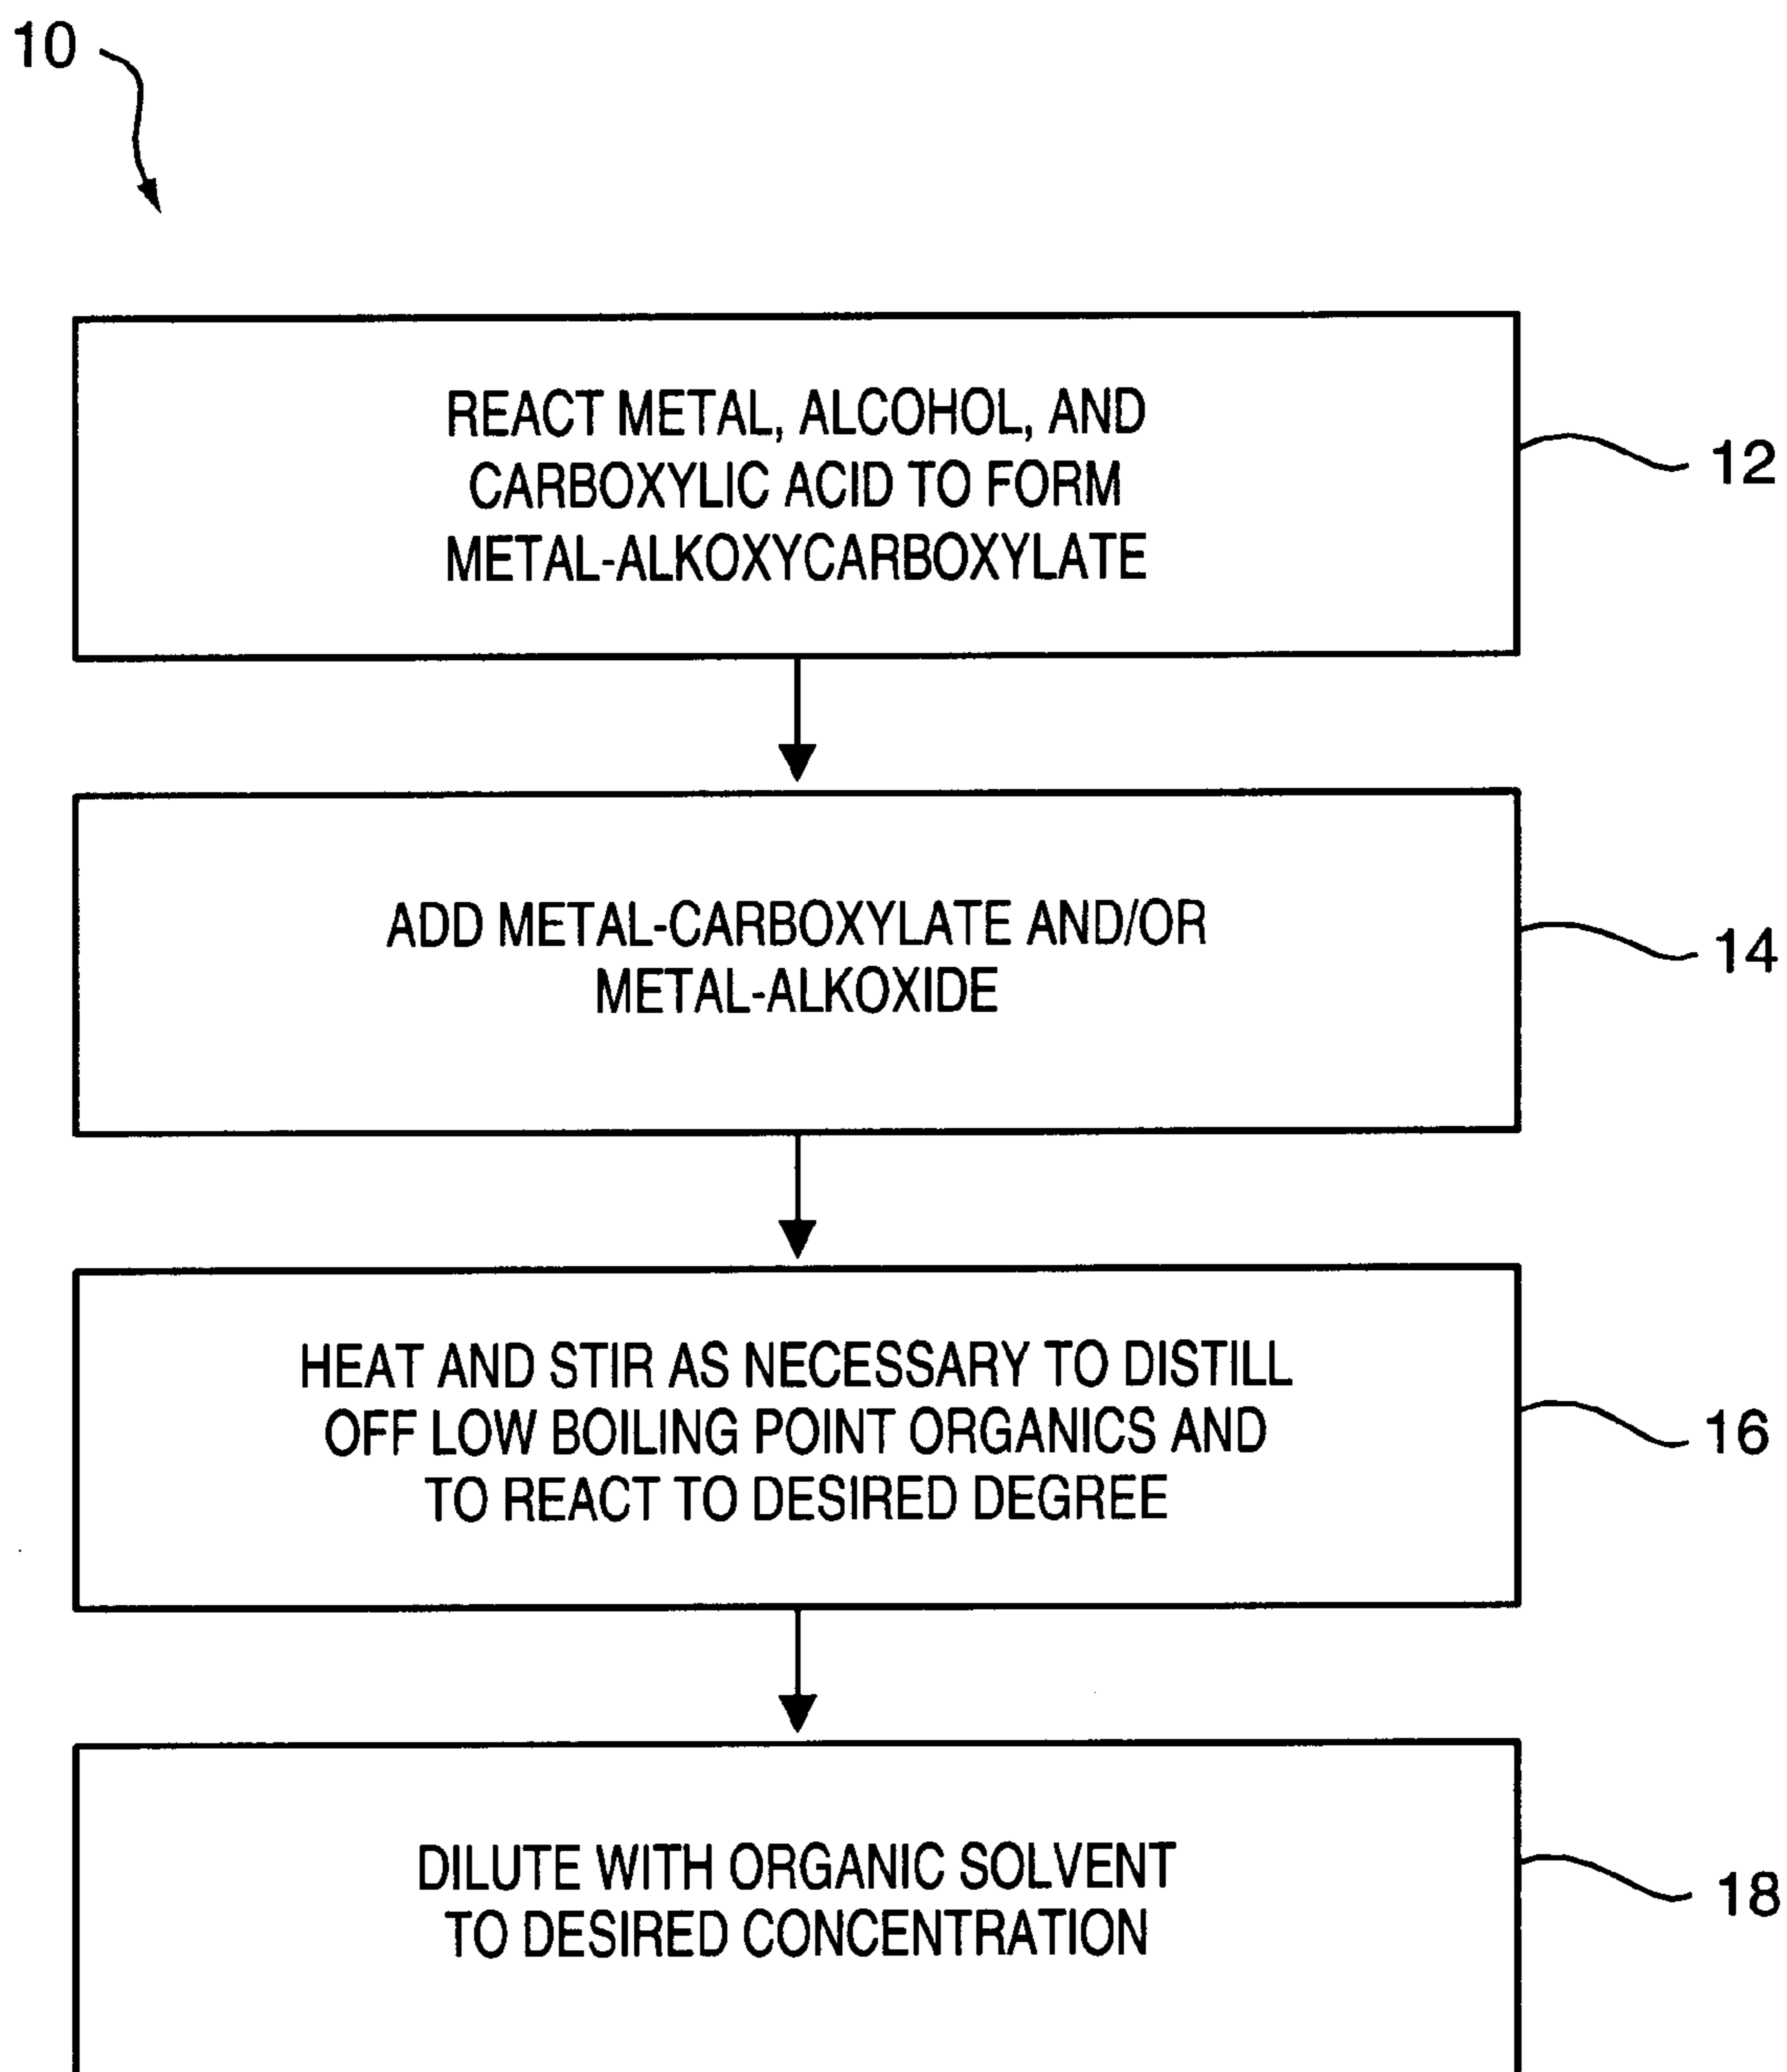 10
REACT METAL, ALCOHOL, AND
CARBOXYLIC ACID TO FORM
METAL-ALKOXYCARBOXYLATE
12
ADD METAL-CARBOXYLATE AND/OR
METAL-ALKOXIDE
14
HEAT AND STIR AS NECESSARY TO DISTILL
OFF LOW BOILING POINT ORGANICS AND
TO REACT TO DESIRED DEGREE
16
DILUTE WITH ORGANIC SOLVENT
TO DESIRED CONCENTRATION
18